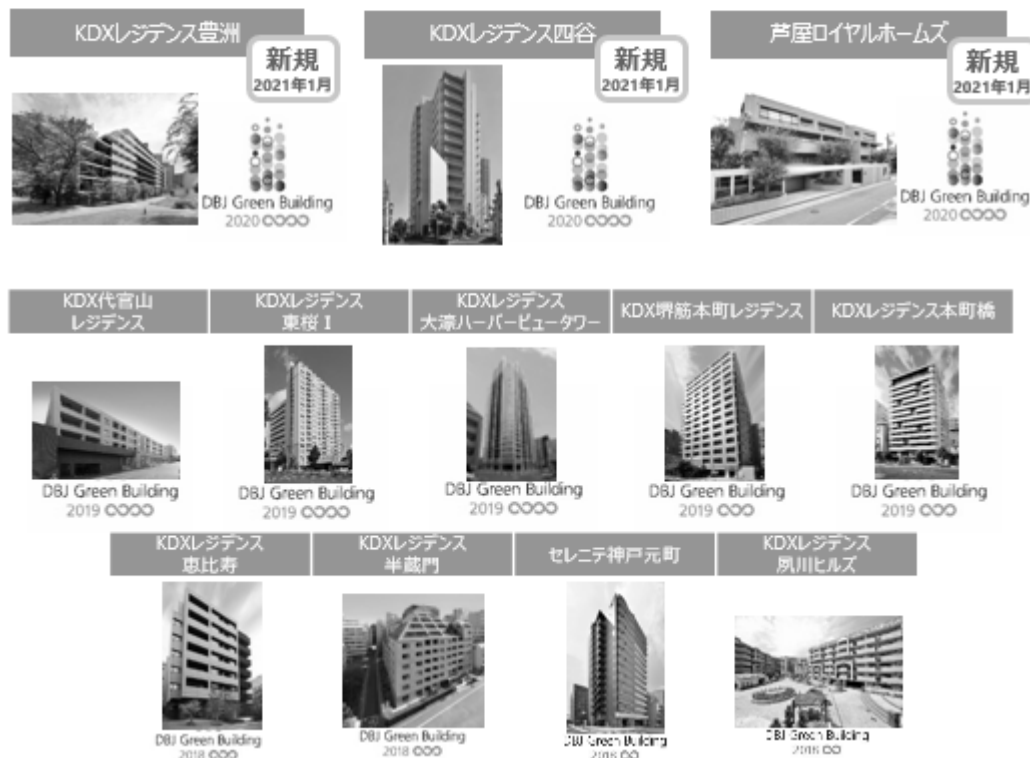 KDXレジデンス豊洲
新規
2021年1月
DBJ Green Building
2020
KDXレジデンス四谷
新規
2021年1月
DBJ Green Building
2020
芦屋ロイヤルホームズ
新規
2021年1月
DBJ Green Building
2020
KDX代官山
レジデンス
DBJ Green Building
2019
KDXレジデンス
東桜 I
DBJ Green Building
2019
KDXレジデンス
大濠ハーバービュータワー
DBJ Green Building
2019
KDX堺筋本町レジデンス
DBJ Green Building
2019
KDXレジデンス本町橋
DBJ Green Building
2019
KDXレジデンス
恵比寿
DBJ Green Building
2018
KDXレジデンス
半蔵門
DBJ Green Building
2018
セレニテ神戸元町
DBJ Green Building
2018
KDXレジデンス
夙川ヒルズ
DBJ Green Building
2018